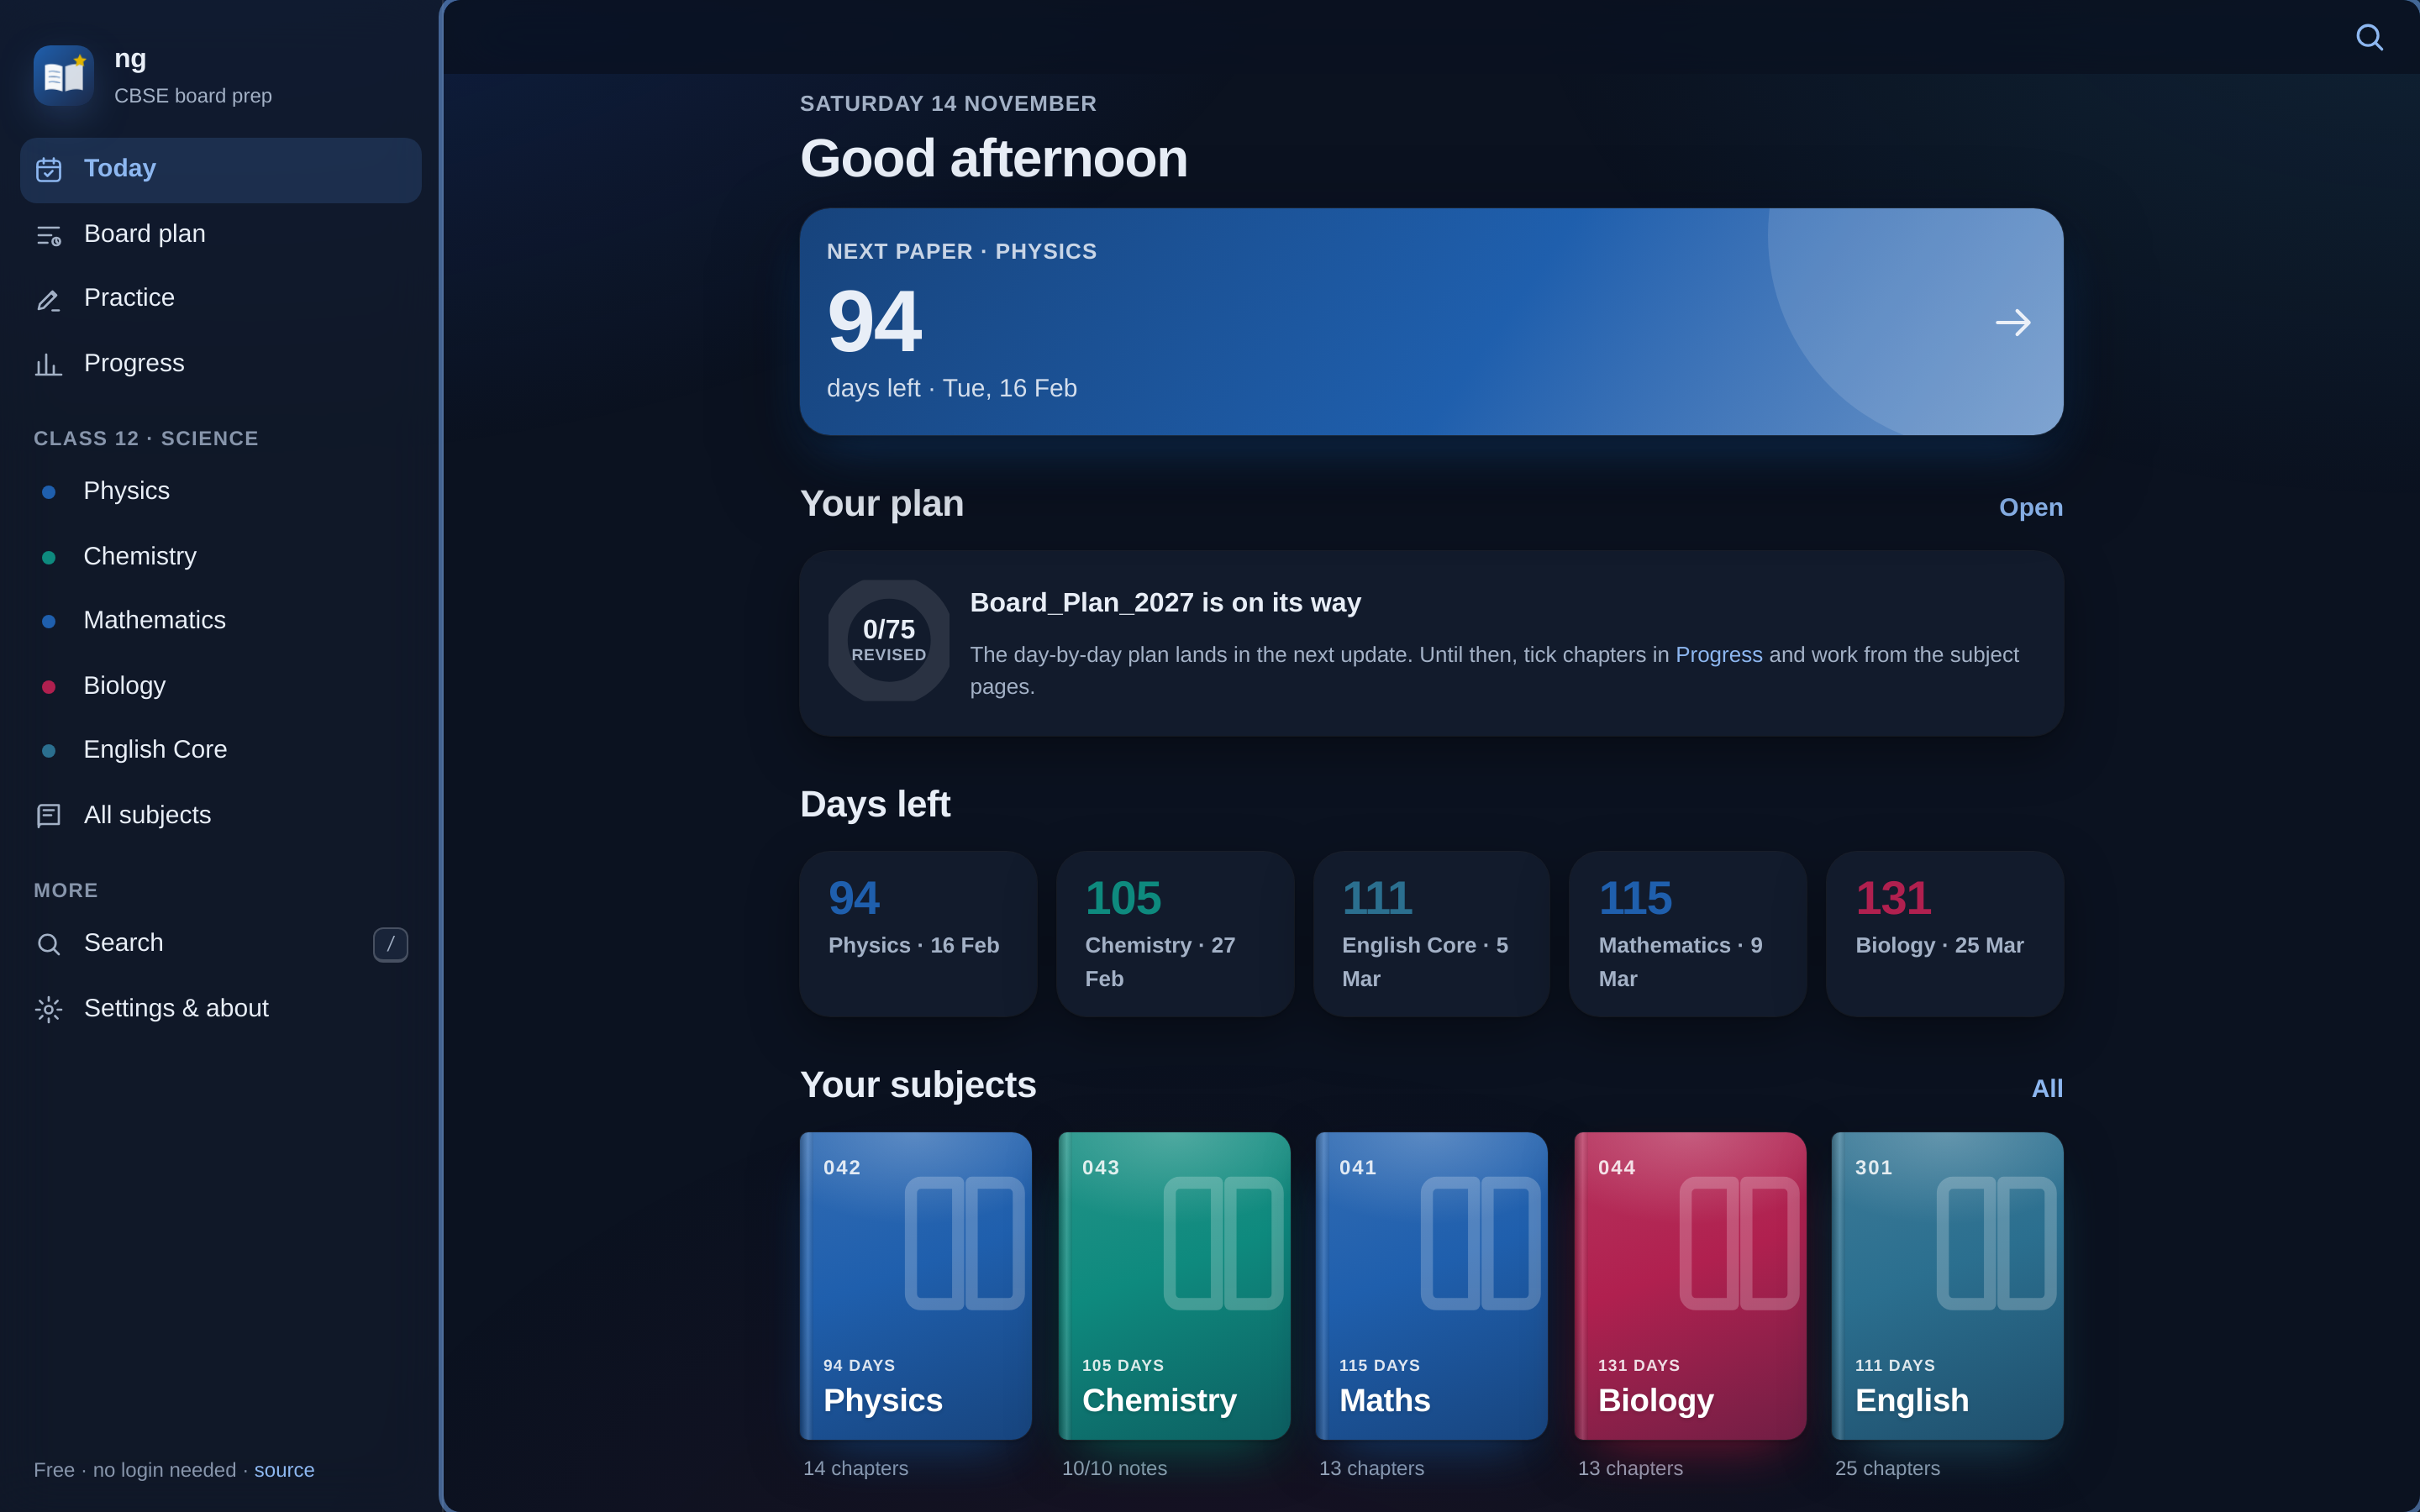 ng
CBSE board prep
Today
Board plan
Practice
Progress
CLASS 12 · SCIENCE
Physics
Chemistry
Mathematics
Biology
English Core
All subjects
MORE
Search /
Settings & about
Free · no login needed · source
SATURDAY 14 NOVEMBER
Good afternoon
NEXT PAPER · PHYSICS
94
days left · Tue, 16 Feb
Your plan
Open
0/75
REVISED
Board_Plan_2027 is on its way
The day-by-day plan lands in the next update. Until then, tick chapters in Progress and work from the subject
pages.
Days left
94
Physics · 16 Feb
105
Chemistry · 27
Feb
111
English Core · 5
Mar
115
Mathematics · 9
Mar
131
Biology · 25 Mar
Your subjects
All
042
94 DAYS
Physics
14 chapters
043
105 DAYS
Chemistry
10/10 notes
041
115 DAYS
Maths
13 chapters
044
131 DAYS
Biology
13 chapters
301
111 DAYS
English
25 chapters